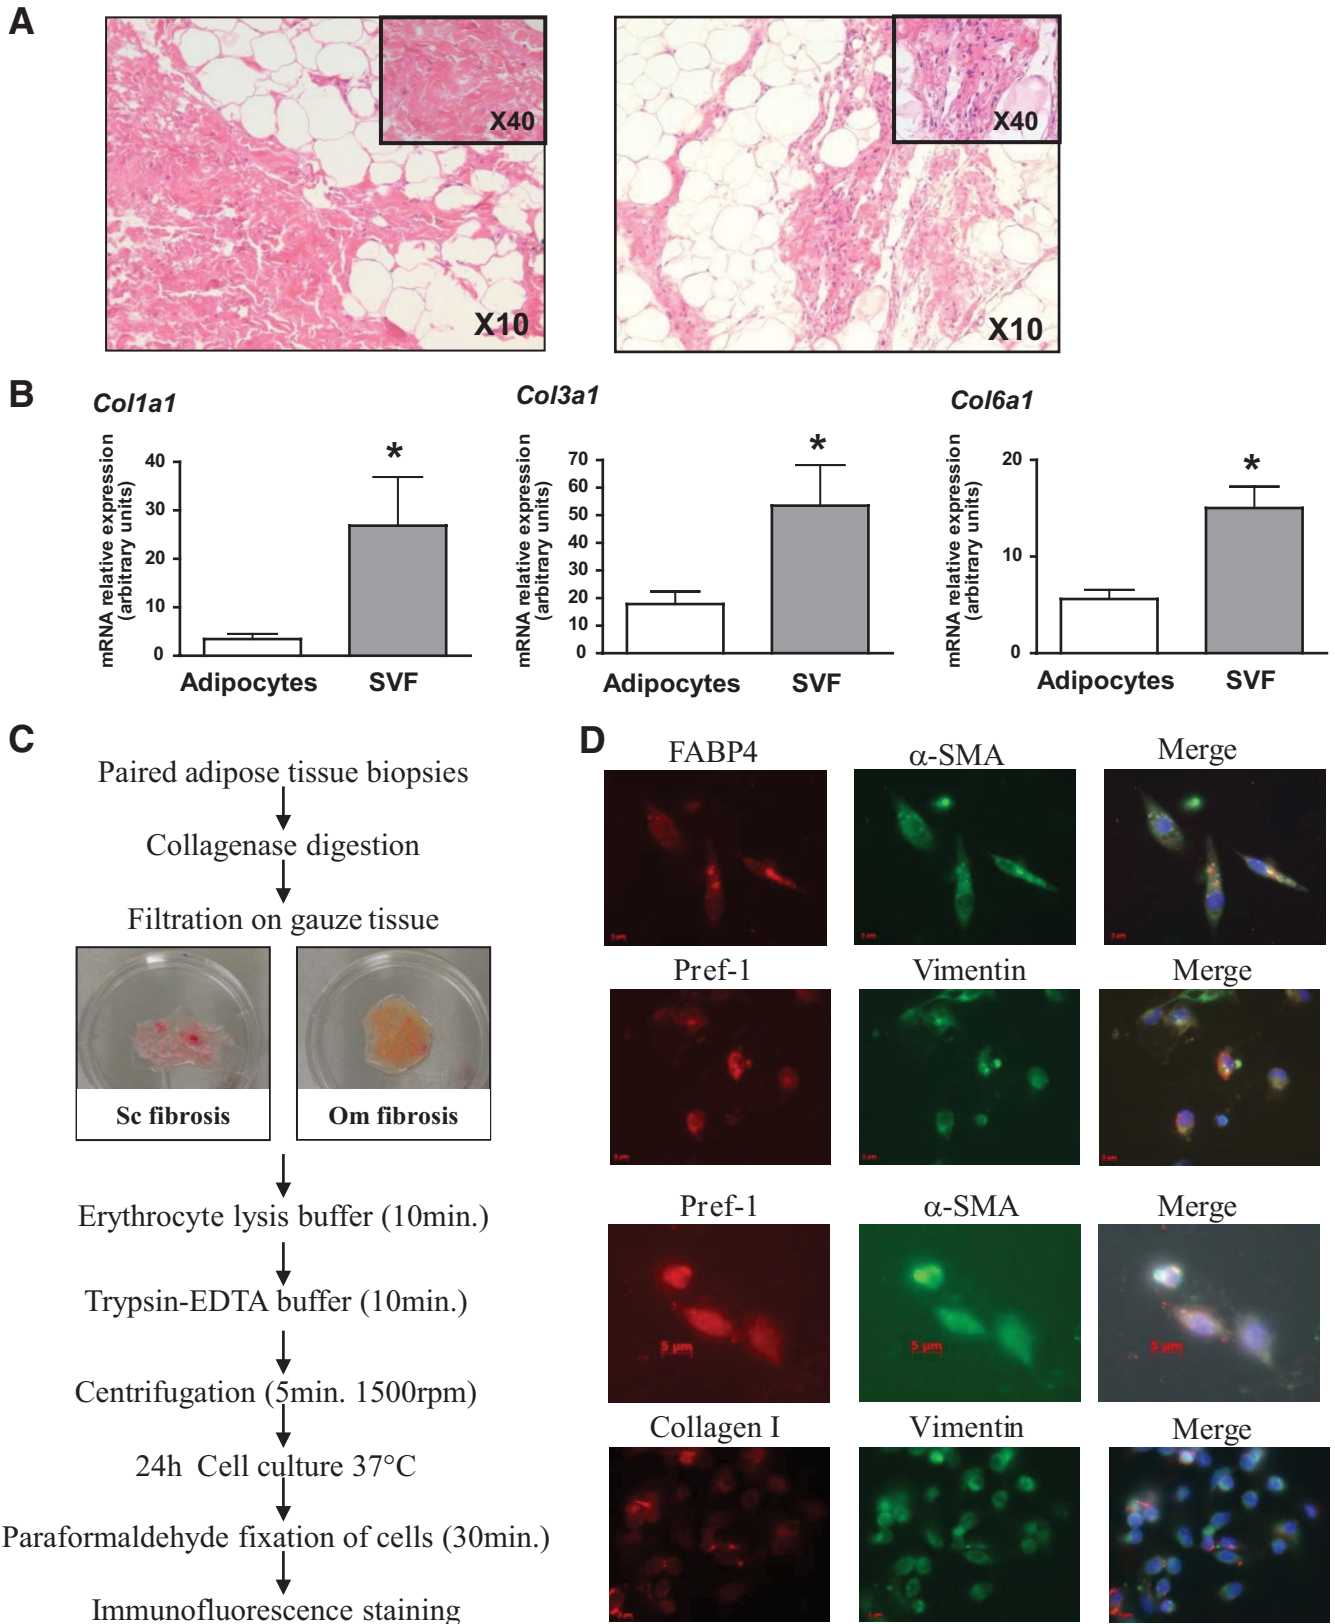 A
X40
X10
X40
X10
B
Col1a1
mRNA relative expression
(arbitrary units)
40
30
20
10
0
*
Adipocytes
SVF
Col3a1
mRNA relative expression
(arbitrary units)
70
60
50
40
30
20
10
0
*
Adipocytes
SVF
Col6a1
mRNA relative expression
(arbitrary units)
20
10
0
*
Adipocytes
SVF
C
Paired adipose tissue biopsies
Collagenase digestion
Filtration on gauze tissue
Sc fibrosis
Om fibrosis
Erythrocyte lysis buffer (10min.)
Trypsin-EDTA buffer (10min.)
Centrifugation (5min. 1500rpm)
24h Cell culture 37°C
Paraformaldehyde fixation of cells (30min.)
Immunofluorescence staining
D
FABP4
α-SMA
Merge
Pref-1
Vimentin
Merge
Pref-1
α-SMA
Merge
5 µm
5 µm
5 µm
Collagen I
Vimentin
Merge